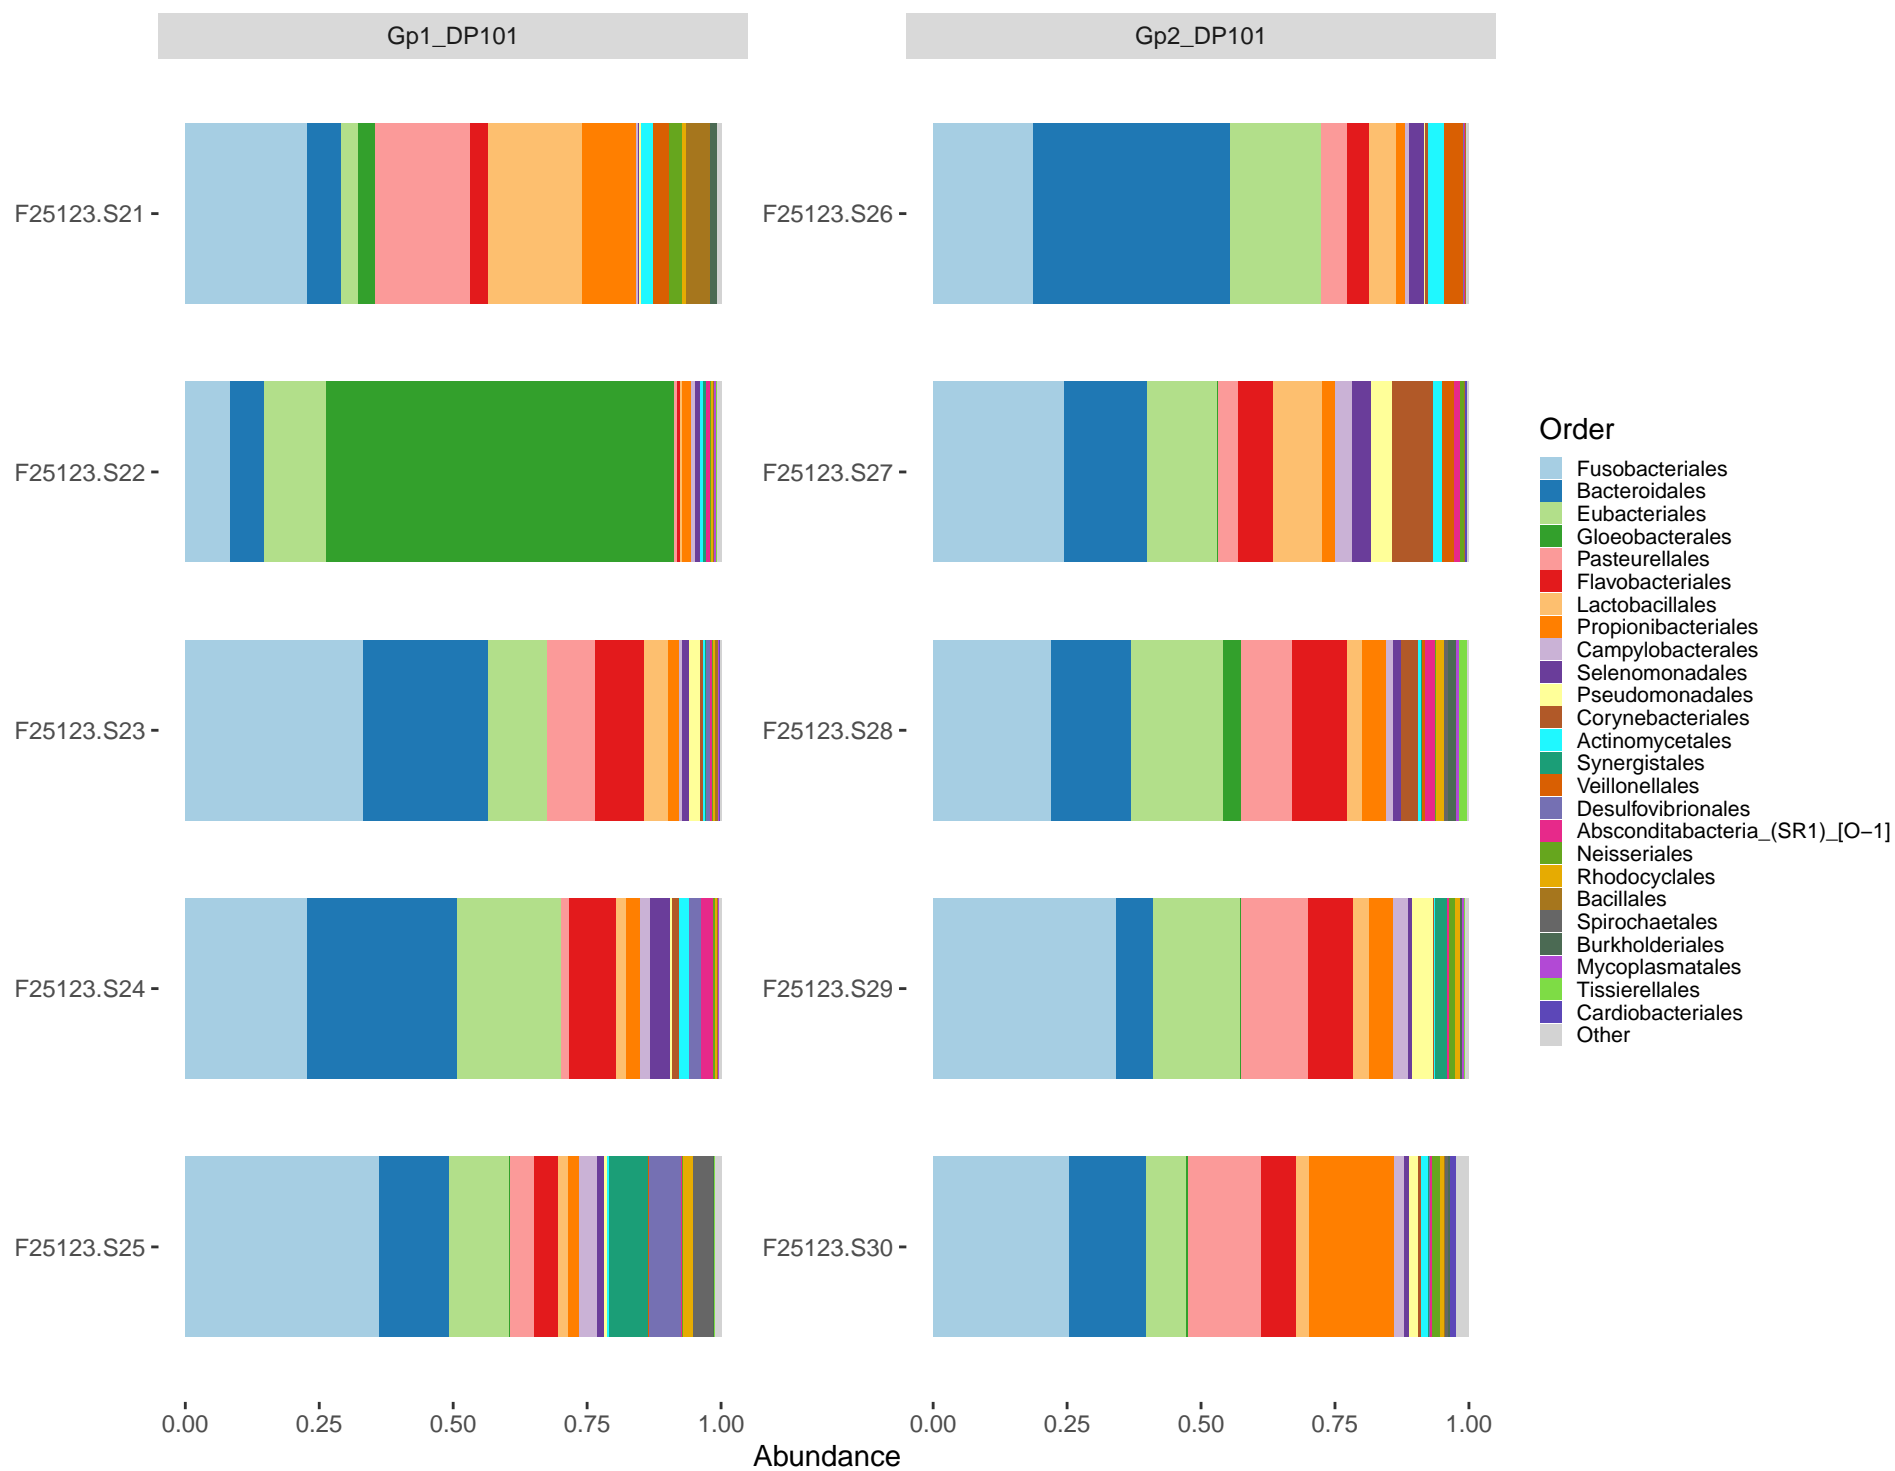 Gp1_DP101
Gp2_DP101
F25123.S21
F25123.S26
F25123.S22
F25123.S27
F25123.S23
F25123.S28
F25123.S24
F25123.S29
F25123.S25
F25123.S30
0.00 0.25 0.50 0.75 1.00
0.00 0.25 0.50 0.75 1.00
Abundance
Order
Fusobacteriales
Bacteroidales
Eubacteriales
Gloeobacterales
Pasteurellales
Flavobacteriales
Lactobacillales
Propionibacteriales
Campylobacterales
Selenomonadales
Pseudomonadales
Corynebacteriales
Actinomycetales
Synergistales
Veillonellales
Desulfovibrionales
Absconditabacteria_(SR1)_[O−1]
Neisseriales
Rhodocyclales
Bacillales
Spirochaetales
Burkholderiales
Mycoplasmatales
Tissierellales
Cardiobacteriales
Other